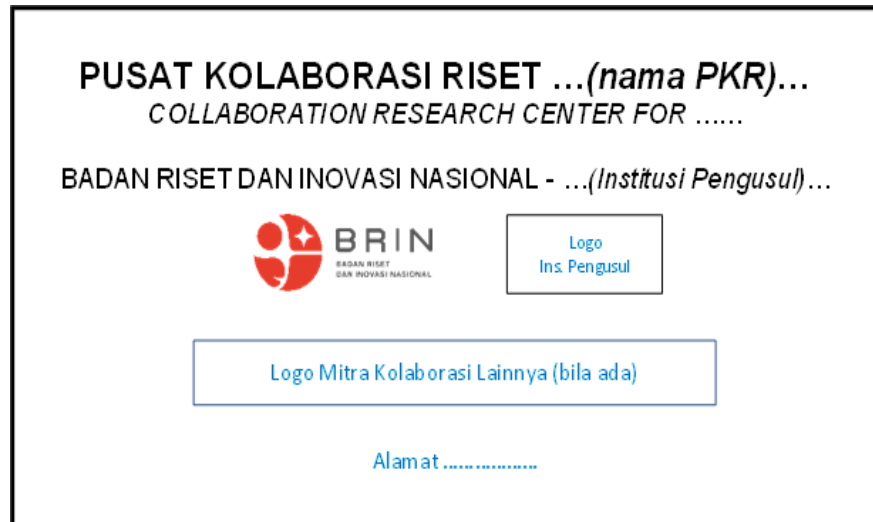 PUSAT KOLABORASI RISET ...(nama PKR)...
COLLABORATION RESEARCH CENTER FOR ......
BADAN RISET DAN INOVASI NASIONAL - ...(Institusi Pengusul)...
BRIN
BADAN RISET
DAN INOVASI NASIONAL
Logo
Ins. Pengusul
Logo Mitra Kolaborasi Lainnya (bila ada)
Alamat ..................